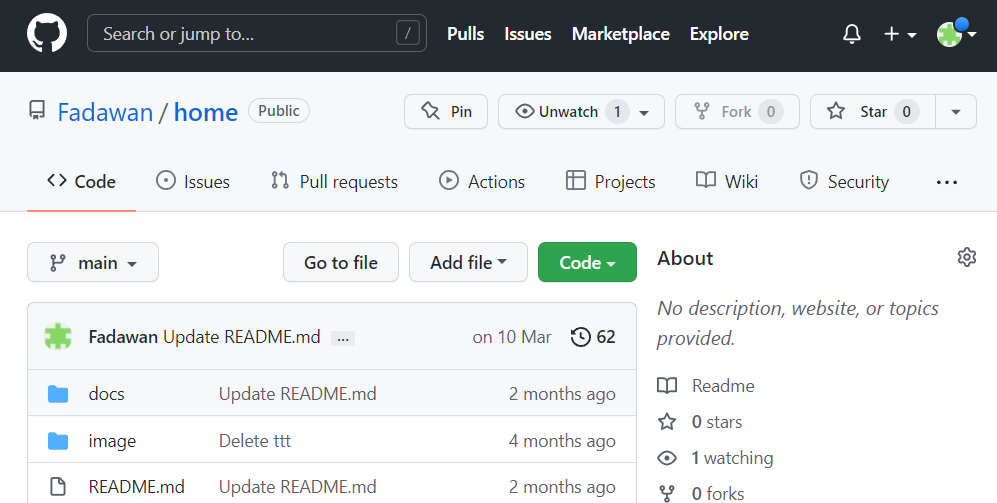 Search or jump to... /
Pulls Issues Marketplace Explore
Fadawan / home Public
Pin Unwatch 1 Fork 0 Star 0
Code Issues Pull requests Actions Projects Wiki Security ...
main Go to file Add file Code
Fadawan Update README.md ... on 10 Mar 62
docs Update README.md 2 months ago
image Delete ttt 4 months ago
README.md Update README.md 2 months ago
About
No description, website, or topics
provided.
Readme
0 stars
1 watching
0 forks